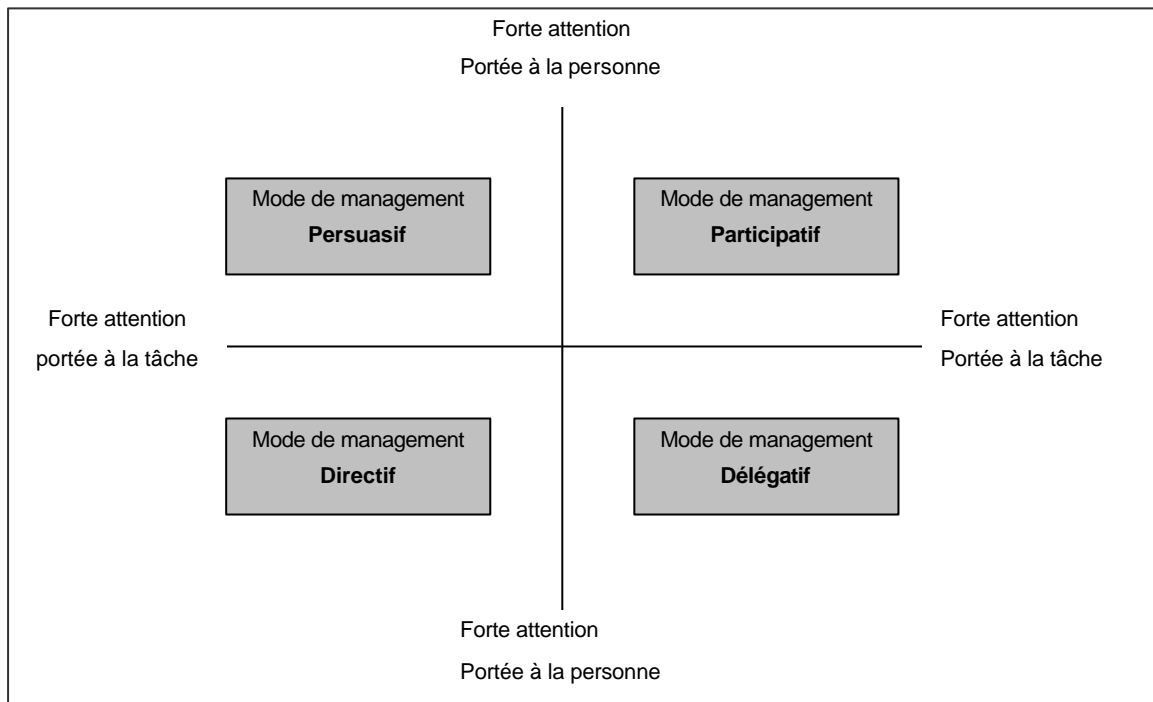 Forte attention
Portée à la personne
Mode de management
Persuasif
Mode de management
Participatif
Forte attention
portée à la tâche
Forte attention
Portée à la tâche
Mode de management
Directif
Mode de management
Délégatif
Forte attention
Portée à la personne